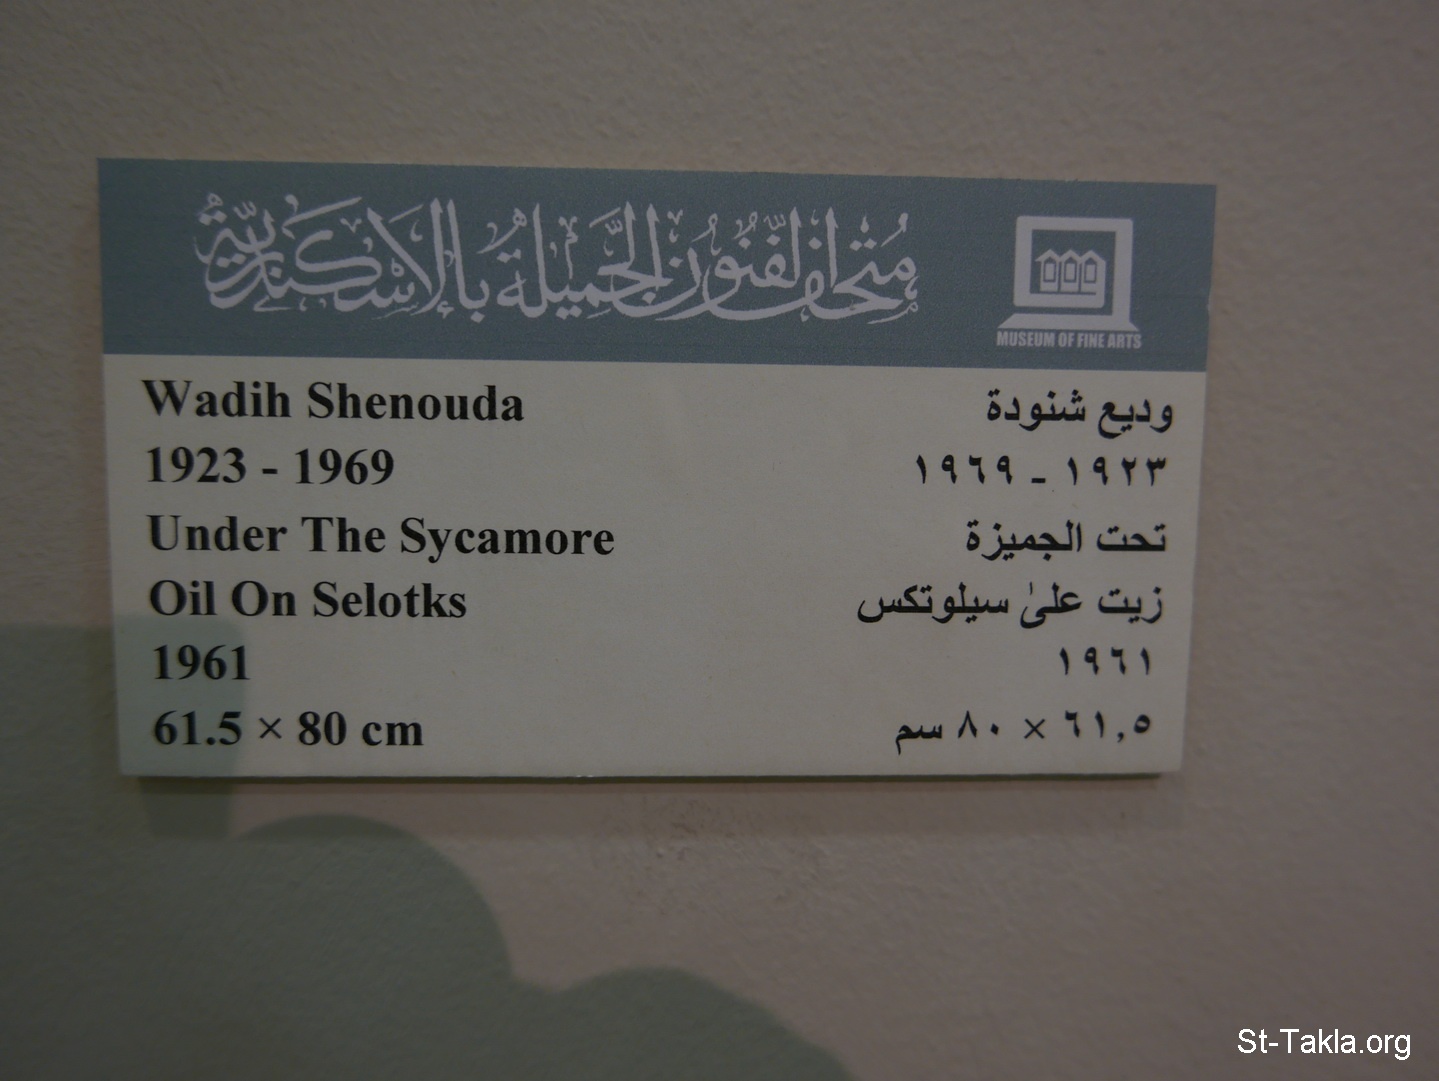 متحف الفنون الجميلة بالإسكندرية
MUSEUM OF FINE ARTS
Wadih Shenouda
1923 - 1969
Under The Sycamore
Oil On Selotks
1961
61.5 × 80 cm
وديع شنودة
١٩٢٣ - ١٩٦٩
تحت الجميزة
زيت على سيلوتكس
١٩٦١
٦١,٥ × ٨٠ سم
St-Takla.org